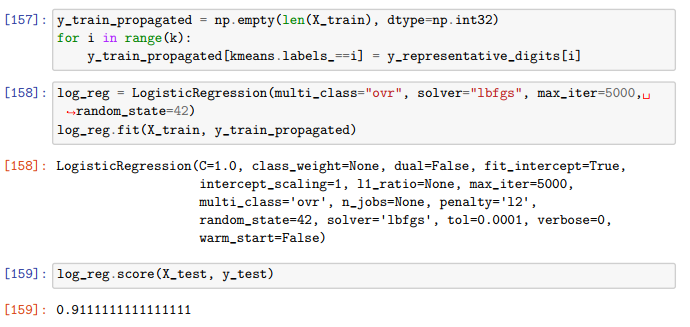 [157]: y_train_propagated = np.empty(len(X_train), dtype=np.int32)
for i in range(k):
    y_train_propagated[kmeans.labels_==i] = y_representative_digits[i]
[158]: log_reg = LogisticRegression(multi_class="ovr", solver="lbfgs", max_iter=5000,␣
↪random_state=42)
log_reg.fit(X_train, y_train_propagated)
[158]: LogisticRegression(C=1.0, class_weight=None, dual=False, fit_intercept=True,
intercept_scaling=1, l1_ratio=None, max_iter=5000,
multi_class='ovr', n_jobs=None, penalty='l2',
random_state=42, solver='lbfgs', tol=0.0001, verbose=0,
warm_start=False)
[159]: log_reg.score(X_test, y_test)
[159]: 0.9111111111111111